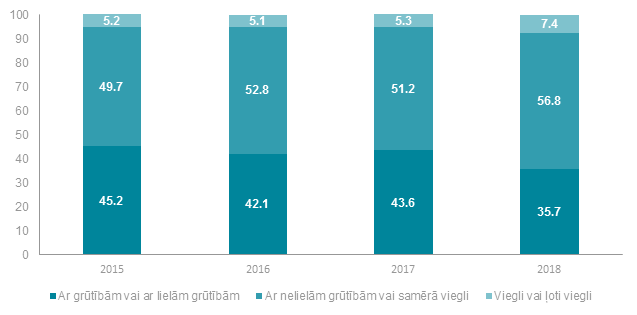 100
90
80
70
60
50
40
30
20
10
0
5.2 5.1 5.3 7.4
49.7 52.8 51.2 56.8
45.2 42.1 43.6 35.7
2015 2016 2017 2018
Ar grūtībām vai ar lielām grūtībām Ar nelielām grūtībām vai samērā viegli Viegli vai ļoti viegli